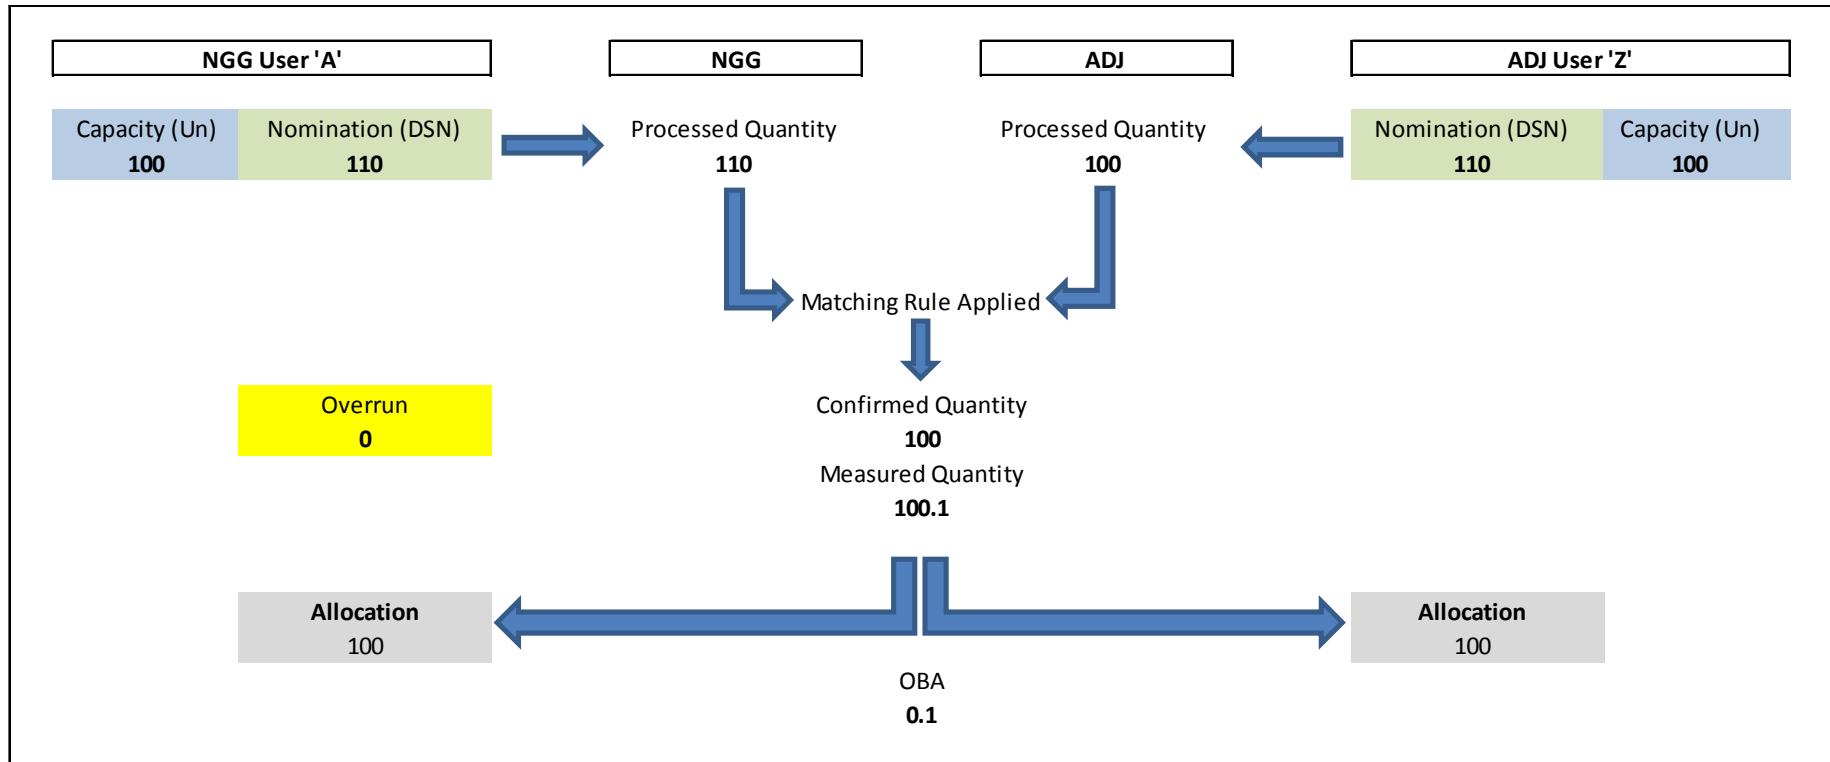 NGG User 'A'
NGG
ADJ
ADJ User 'Z'
Capacity (Un)
100
Nomination (DSN)
110
Processed Quantity
110
Processed Quantity
100
Nomination (DSN)
110
Capacity (Un)
100
Matching Rule Applied
Overrun
0
Confirmed Quantity
100
Measured Quantity
100.1
Allocation
100
Allocation
100
OBA
0.1